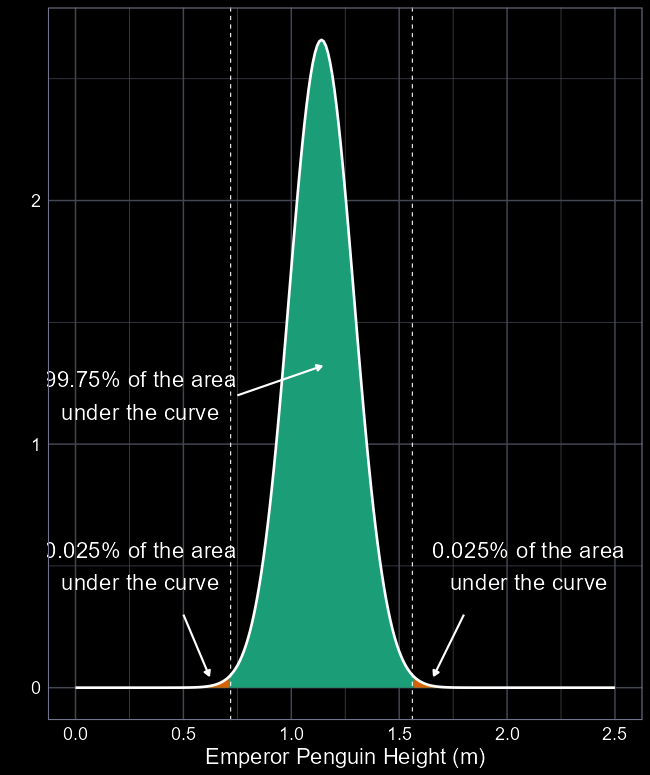 2
99.75% of the area
under the curve
1
0.025% of the area
under the curve
0.025% of the area
under the curve
0
0.0 0.5 1.0 1.5 2.0 2.5
Emperor Penguin Height (m)